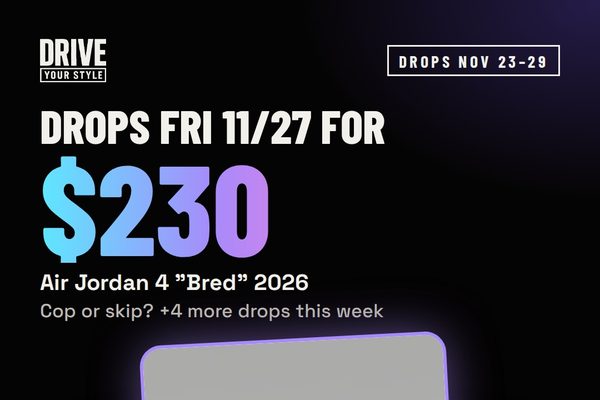 DRIVE
YOUR STYLE
DROPS NOV 23-29
DROPS FRI 11/27 FOR
$230
Air Jordan 4 ”Bred” 2026
Cop or skip? +4 more drops this week